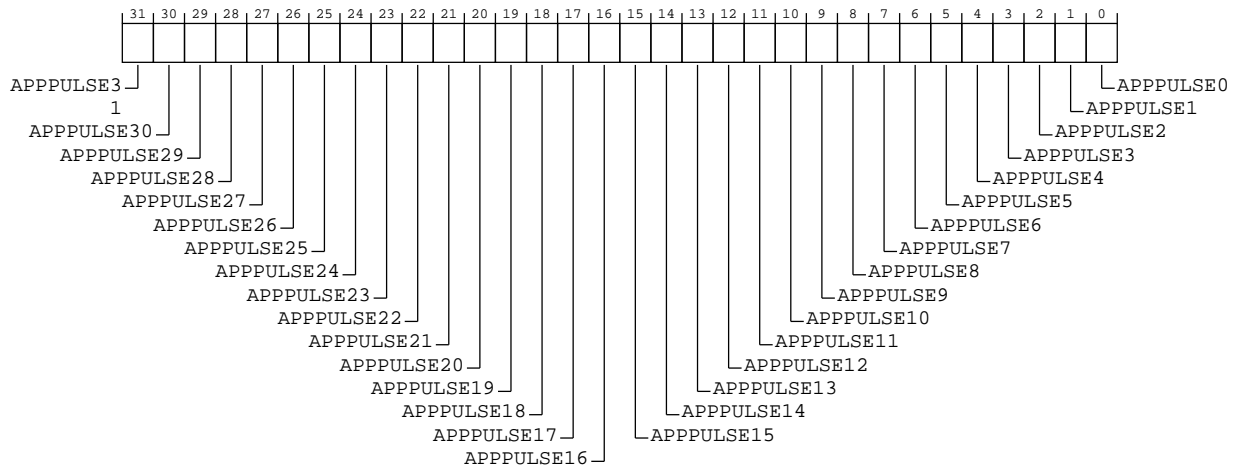 31 30 29 28 27 26 25 24 23 22 21 20 19 18 17 16 15 14 13 12 11 10 9 8 7 6 5 4 3 2 1 0
APPPULSE3 APPPULSE0
1 APPPULSE1
APPPULSE30 APPPULSE2
APPPULSE29 APPPULSE3
APPPULSE28 APPPULSE4
APPPULSE27 APPPULSE5
APPPULSE26 APPPULSE6
APPPULSE25 APPPULSE7
APPPULSE24 APPPULSE8
APPPULSE23 APPPULSE9
APPPULSE22 APPPULSE10
APPPULSE21 APPPULSE11
APPPULSE20 APPPULSE12
APPPULSE19 APPPULSE13
APPPULSE18 APPPULSE14
APPPULSE17 APPPULSE15
APPPULSE16